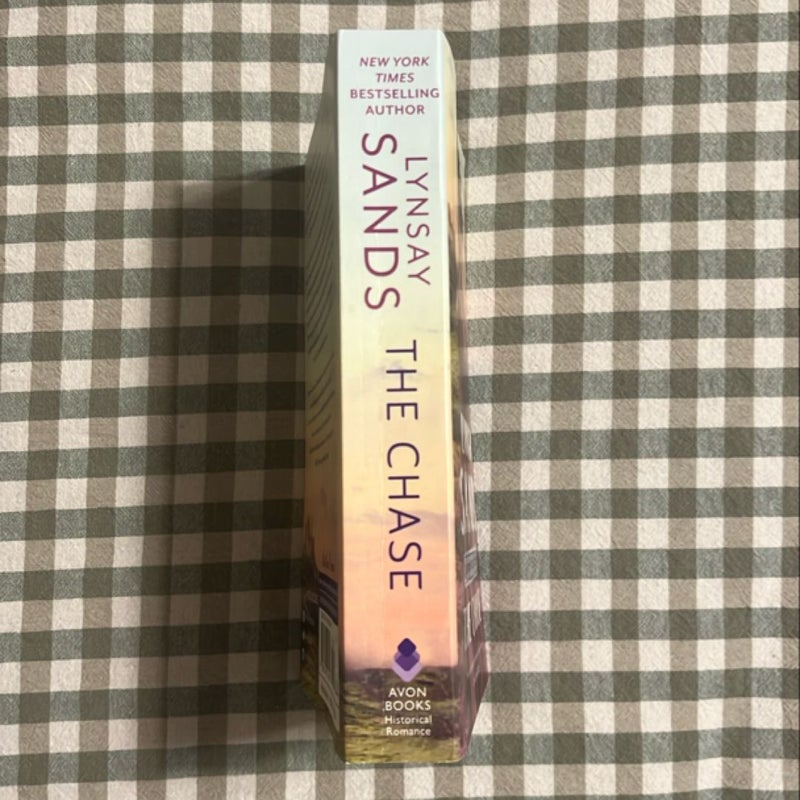 NEW YORK
TIMES
BESTSELLING
AUTHOR
LYNSAY
SANDS
THE CHASE
AVON
BOOKS
Historical
Romance